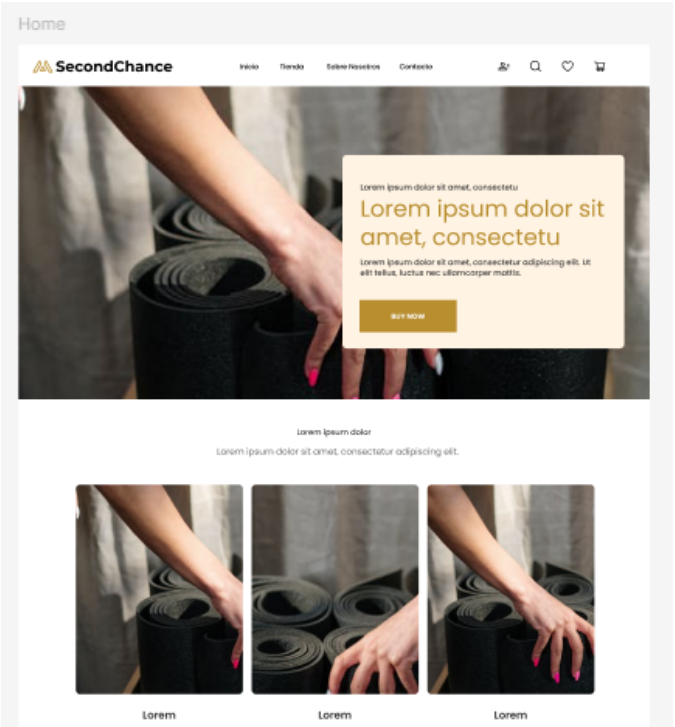 Home
SecondChance
Inicio Tienda Sobre Nosotros Contacto
Lorem ipsum dolor sit amet, consectetu
Lorem ipsum dolor sit
amet, consectetu
Lorem ipsum dolor sit amet, consectetur adipiscing elit. Ut
elit tellus, luctus nec ullamcorper mattis.
BUY NOW
Lorem ipsum dolor
Lorem ipsum dolor sit amet, consectetur adipiscing elit.
Lorem Lorem Lorem